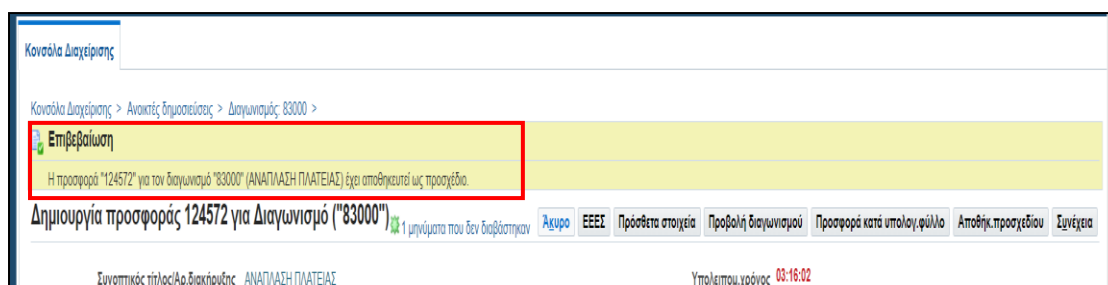 Κονσόλα Διαχείρισης
Κονσόλα Διαχείρισης > Ανοικτές δημοσιεύσεις > Διαγωνισμός: 83000 >
Επιβεβαίωση
Η προσφορά "124572" για τον διαγωνισμό "83000" (ΑΝΑΠΛΑΣΗ ΠΛΑΤΕΙΑΣ) έχει αποθηκευτεί ως προσχέδιο.
Δημιουργία προσφοράς 124572 για Διαγωνισμό ("83000") 1 μηνύματα που δεν διαβάστηκαν Άκυρο ΕΕΕΣ Πρόσθετα στοιχεία Προβολή διαγωνισμού Προσφορά κατά υπολογ.φύλλο Αποθήκ.προσχεδίου Συνέχεια
Συνοπτικός τίτλος/Αρ.διακήρυξης ΑΝΑΠΛΑΣΗ ΠΛΑΤΕΙΑΣ Υπολειπομ.χρόνος 03:16:02